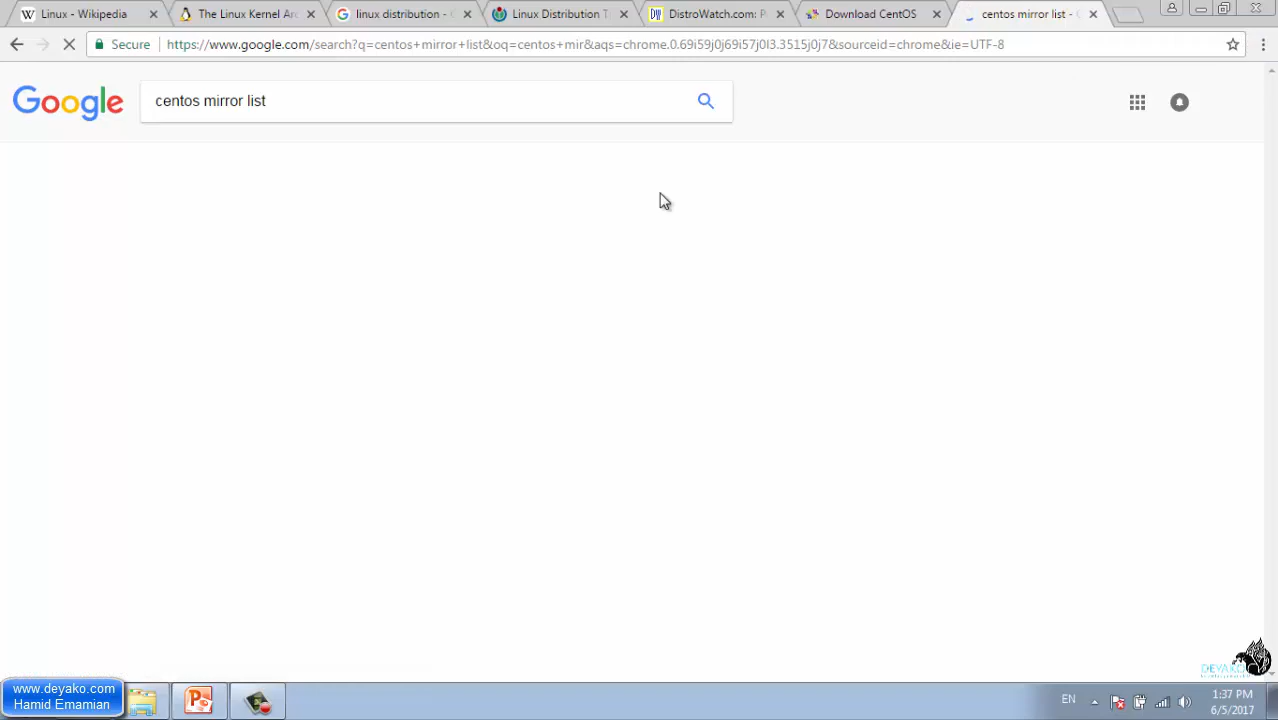 Linux - Wikipedia
The Linux Kernel Arc
linux distribution -
Linux Distribution T
DistroWatch.com:
Download CentOS
centos mirror list -
Secure
https://www.google.com/search?q=centos+mirror+list&oq=centos+mir&aqs=chrome.0.69i59j0j69i57j0l3.3515j0j7&sourceid=chrome&ie=UTF-8
Google
centos mirror list
DEYAKO
www.deyako.com
Hamid Emamian
EN
1:37 PM
6/5/2017